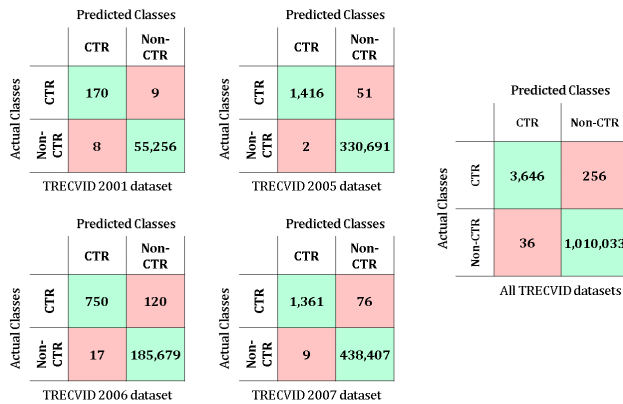 Predicted Classes
CTR Non-
CTR
Actual Classes
CTR 170 9
Non-
CTR 8 55,256
TRECVID 2001 dataset
Predicted Classes
CTR Non-
CTR
Actual Classes
CTR 1,416 51
Non-
CTR 2 330,691
TRECVID 2005 dataset
Predicted Classes
CTR Non-
CTR
Actual Classes
CTR 750 120
Non-
CTR 17 185,679
TRECVID 2006 dataset
Predicted Classes
CTR Non-
CTR
Actual Classes
CTR 1,361 76
Non-
CTR 9 438,407
TRECVID 2007 dataset
Predicted Classes
CTR Non-CTR
Actual Classes
CTR 3,646 256
Non-CTR 36 1,010,033
All TRECVID datasets